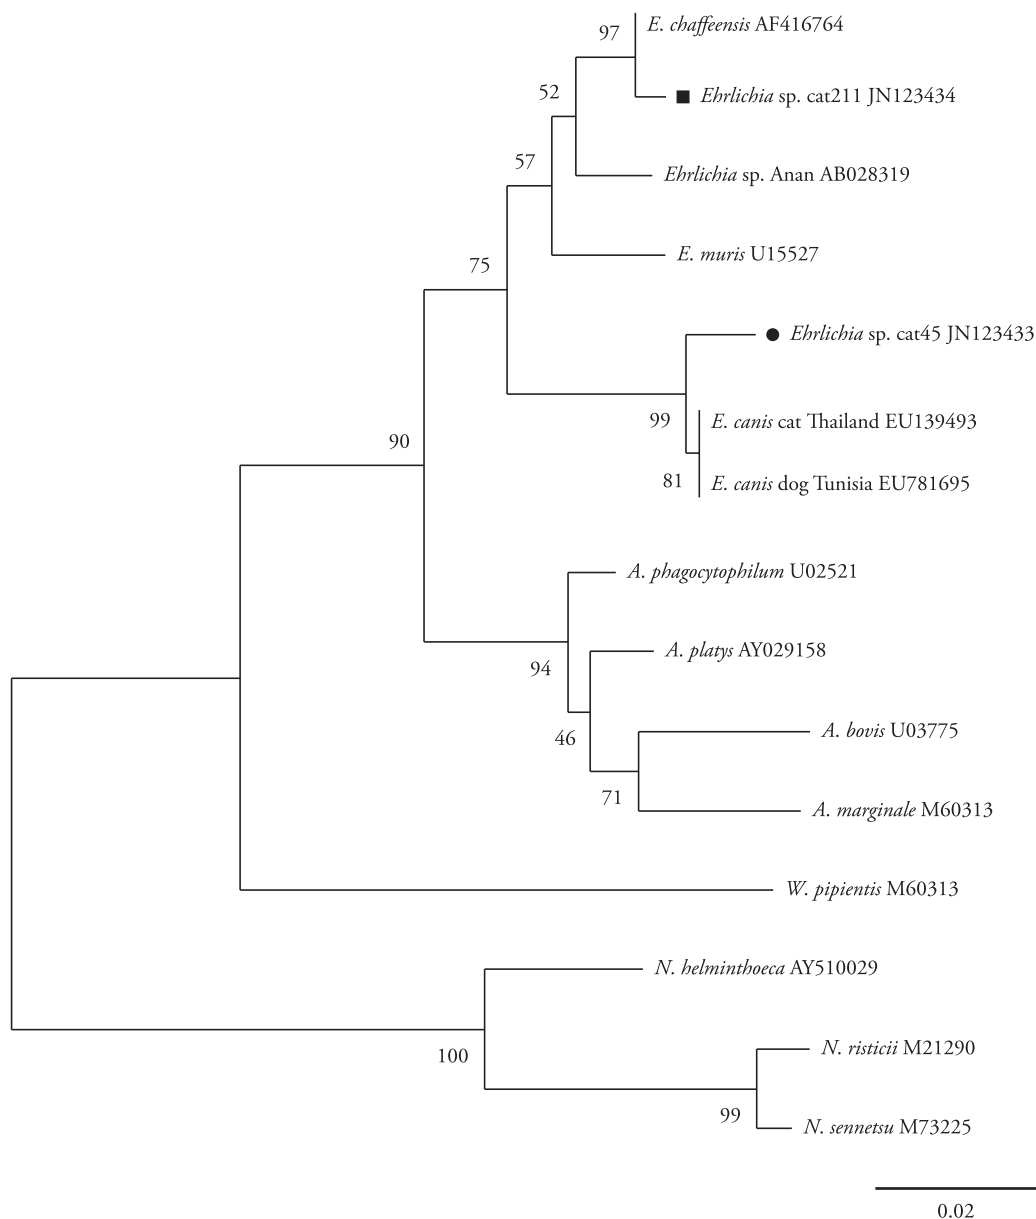 97
E. chaffeensis AF416764
52
Ehrlichia sp. cat211 JN123434
57
Ehrlichia sp. Anan AB028319
E. muris U15527
75
Ehrlichia sp. cat45 JN123433
99
E. canis cat Thailand EU139493
90
81
E. canis dog Tunisia EU781695
A. phagocytophilum U02521
94
A. platys AY029158
46
A. bovis U03775
71
A. marginale M60313
W. pipientis M60313
N. helminthoeca AY510029
100
N. risticii M21290
99
N. sennetsu M73225
0.02